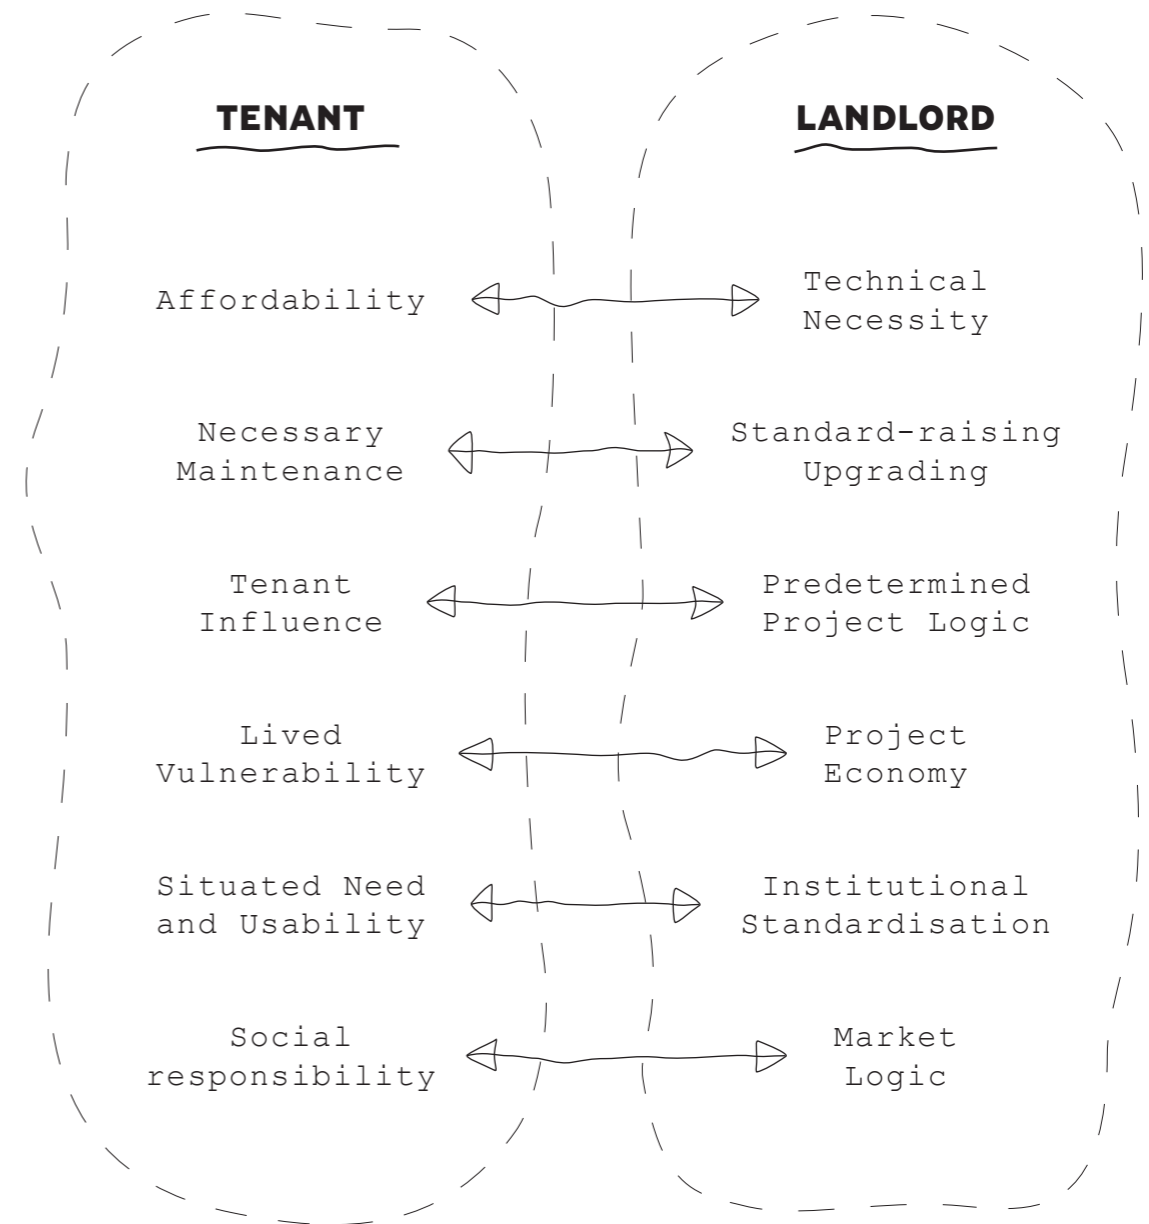 TENANT
LANDLORD
Affordability
Technical
Necessity
Necessary
Maintenance
Standard-raising
Upgrading
Tenant
Influence
Predetermined
Project Logic
Lived
Vulnerability
Project
Economy
Situated Need
and Usability
Institutional
Standardisation
Social
responsibility
Market
Logic